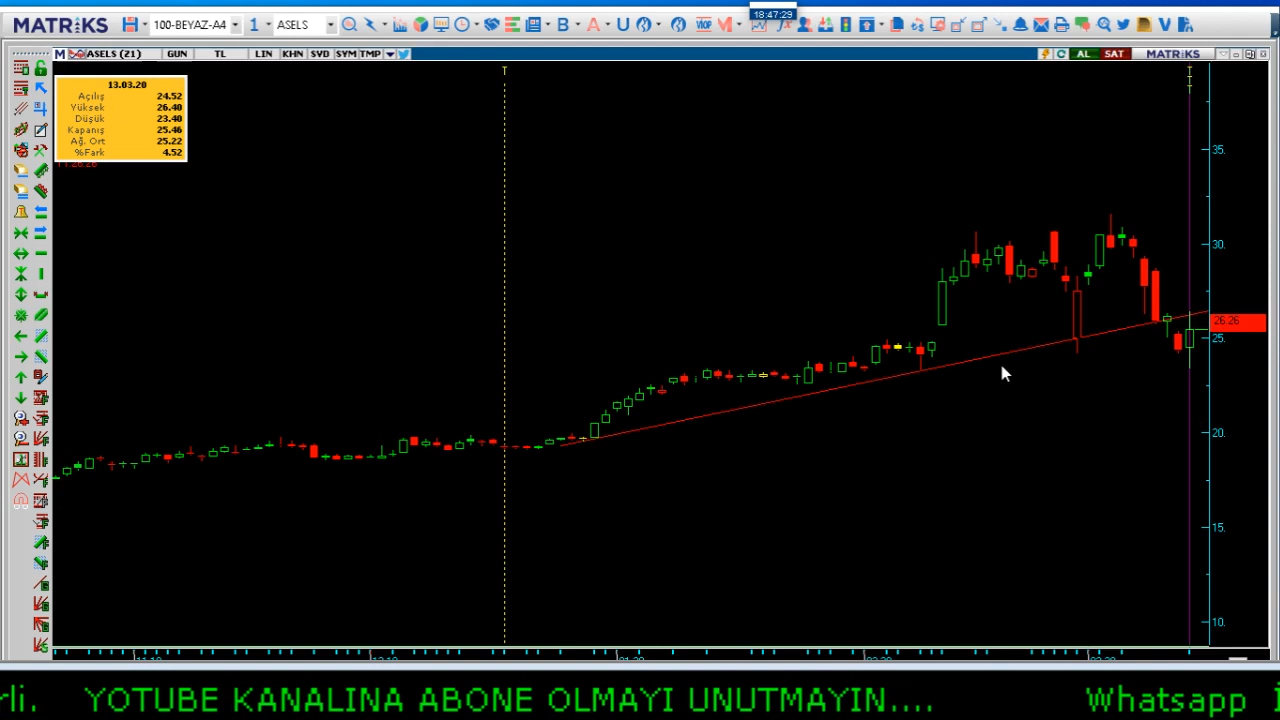 18:47:29
MATRIKS 100-BEYAZ-A4 1 ASELS B A U VIOP M V
M ASELS (21) GUN TL LIN KHN SVD SYM TMP AL SAT MATRIKS
13.03.20
Açılış 24.52
Yüksek 26.40
Düşük 23.40
Kapanış 25.46
Ağ. Ort 25.22
%Fark 4.52
35.
30.
26.26
25.
20.
15.
10.
YOTUBE KANALINA ABONE OLMAYI UNUTMAYIN.... Whatsapp